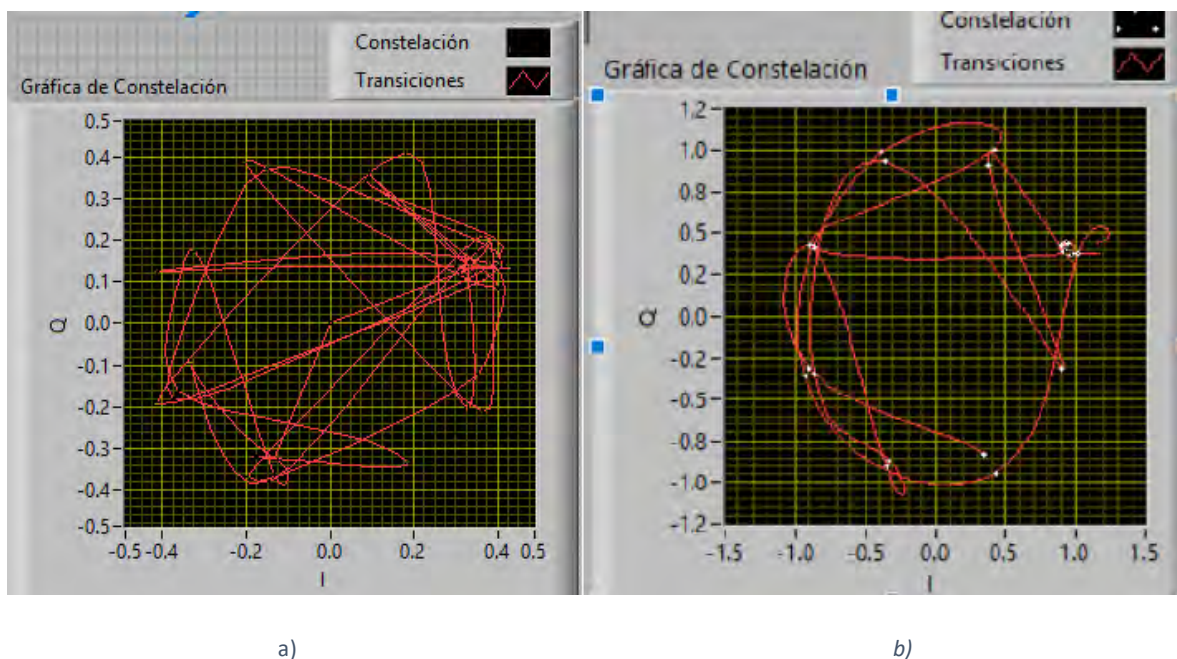 Constelación
Transiciones
Gráfica de Constelación
0.5
0.4
0.3
0.2
0.1
0.0
-0.1
-0.2
-0.3
-0.4
-0.5
Q
-0.5 -0.4 -0.2 0.0 0.2 0.4 0.5
I
Constelación
Transiciones
Gráfica de Constelación
1.2
1.0
0.8
0.5
0.2
0.0
-0.2
-0.5
-0.8
-1.0
-1.2
Q
-1.5 -1.0 -0.5 0.0 0.5 1.0 1.5
I
a) b)